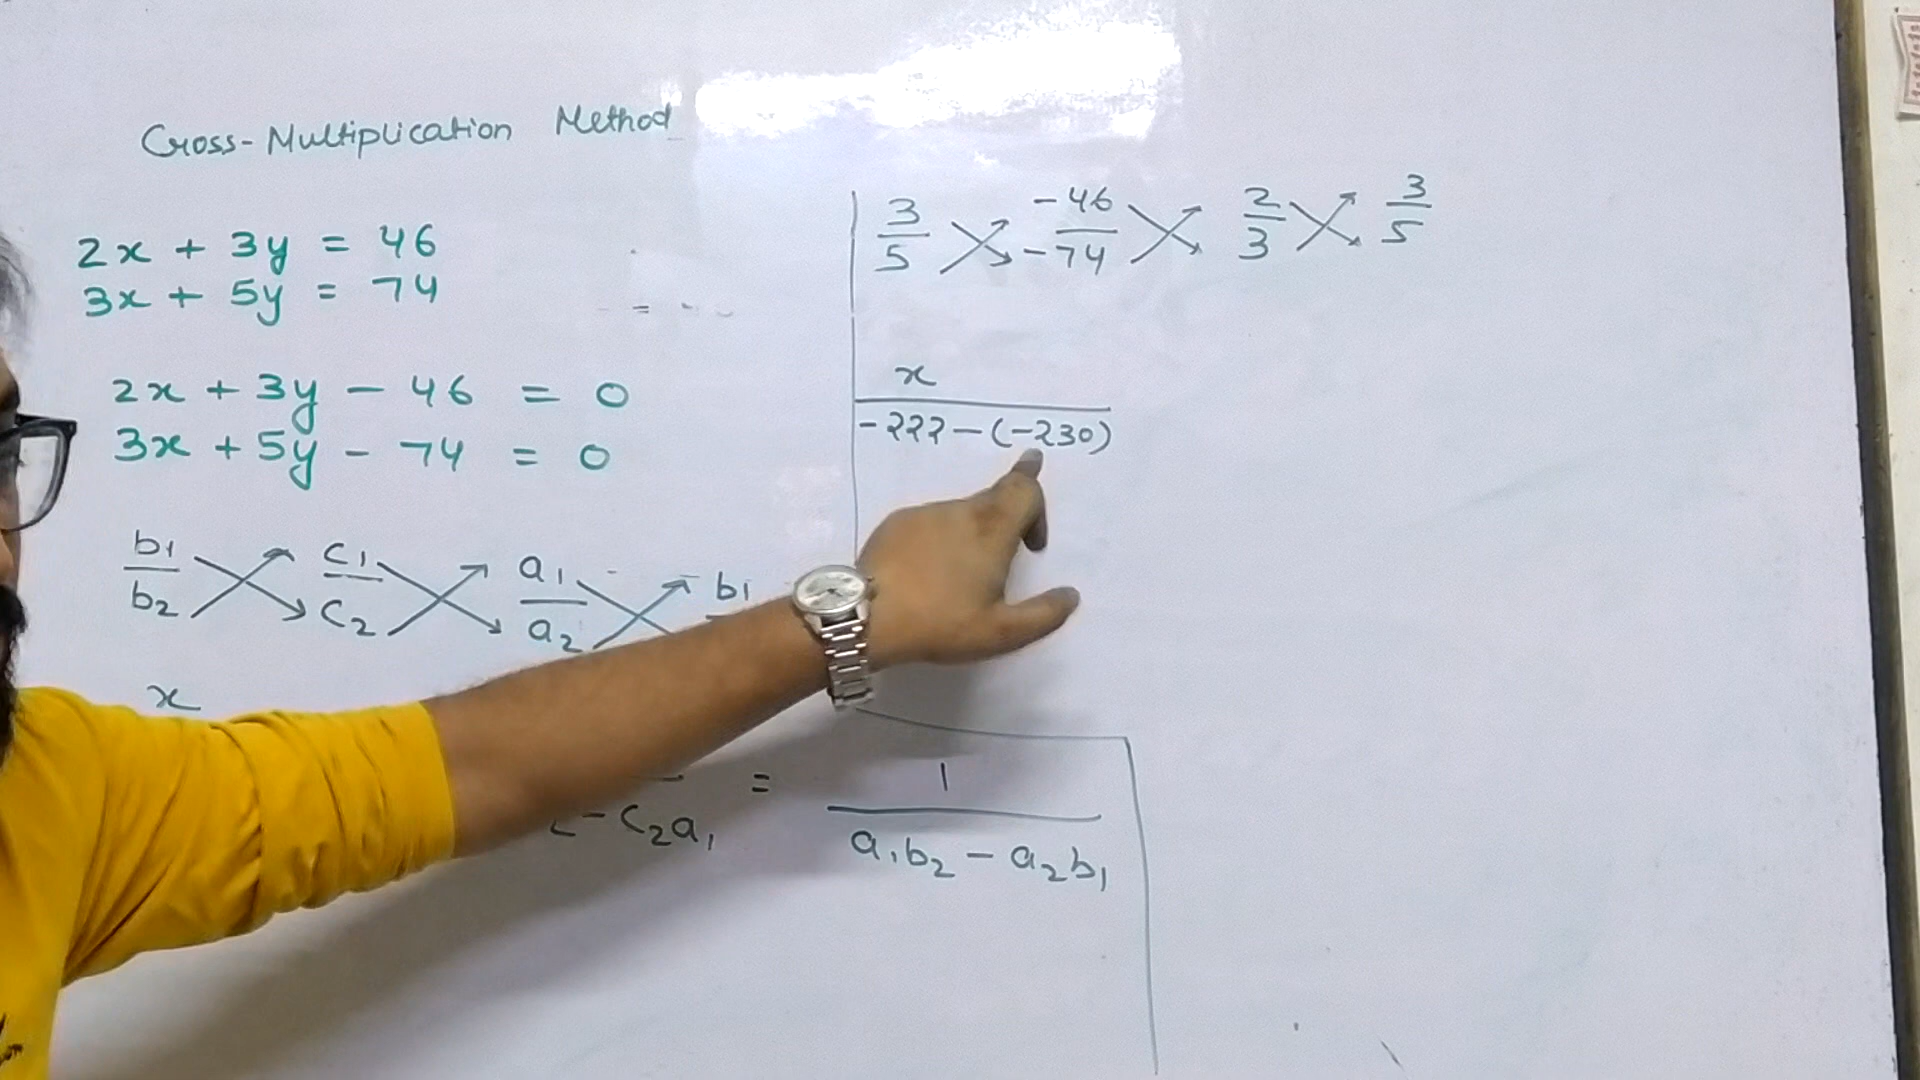 Cross-Multiplication Method
2x + 3y = 46
3x + 5y = 74
2x + 3y - 46 = 0
3x + 5y - 74 = 0
b1 c1 a1 b1
b2 c2 a2
x
- c2a1 = 1
a1b2 - a2b1
3 -46 2 3
5 -74 3 5
x
-222-(-230)